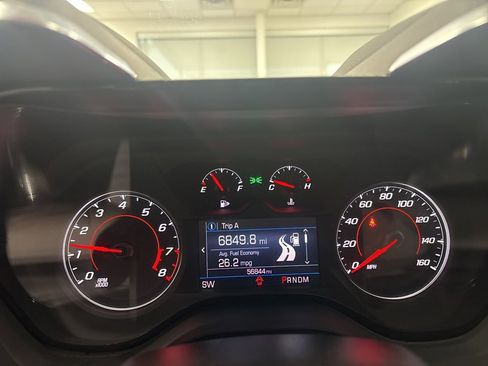 E F
C H
0 1 2 3 4 5 6 7 8
RPM
x1000
Trip A
6849.8 mi
Avg. Fuel Economy
26.2 mpg
56844 mi
SW
PRNDM
0 20 40 60 80 100 120 140 160
MPH